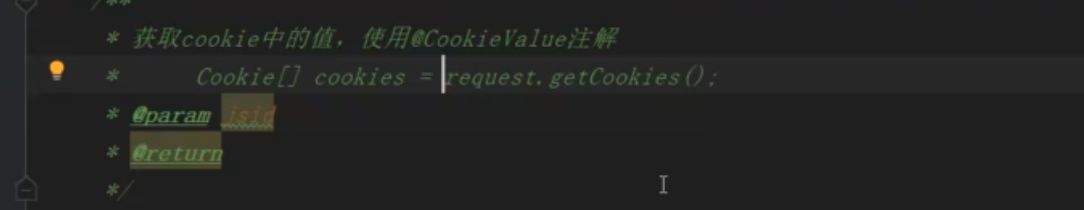 /**
* 获取cookie中的值，使用@CookieValue注解
* Cookie[] cookies = request.getCookies();
* @param jsid
* @return
*/